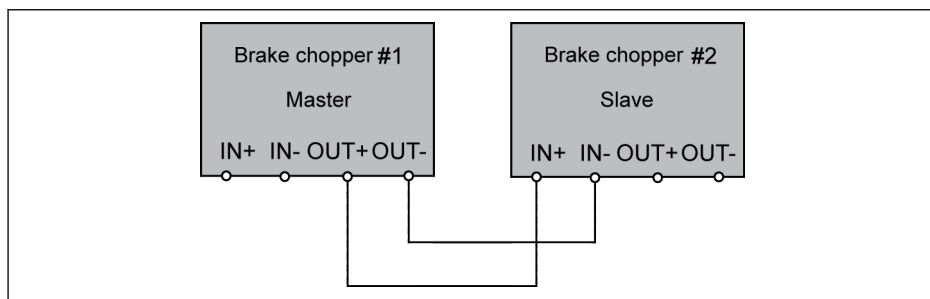 Brake chopper #1
Master
IN+ IN- OUT+ OUT-
Brake chopper #2
Slave
IN+ IN- OUT+ OUT-